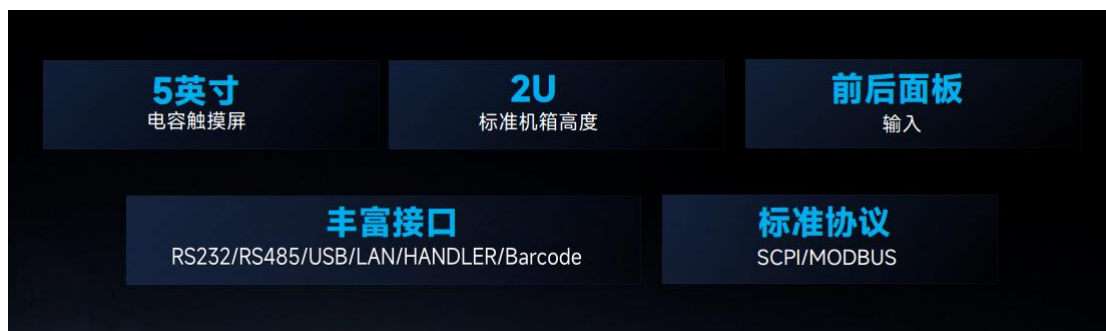 5英寸
电容触摸屏
2U
标准机箱高度
前后面板
输入
丰富接口
RS232/RS485/USB/LAN/HANDLER/Barcode
标准协议
SCPI/MODBUS